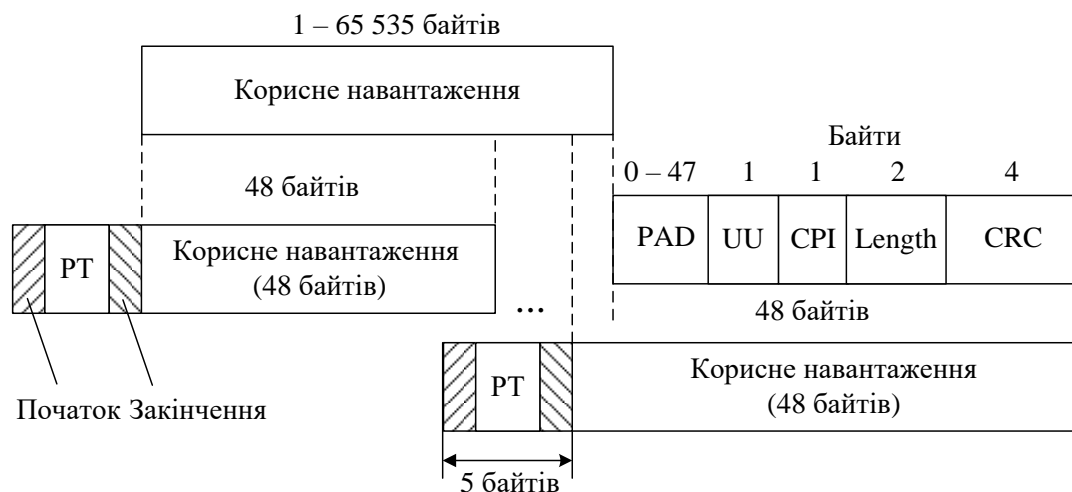 1 – 65 535 байтів
Корисне навантаження
Байти
0 – 47 1 1 2 4
48 байтів
PAD UU CPI Length CRC
PT
Корисне навантаження
(48 байтів)
...
48 байтів
PT
Корисне навантаження
(48 байтів)
Початок Закінчення
5 байтів